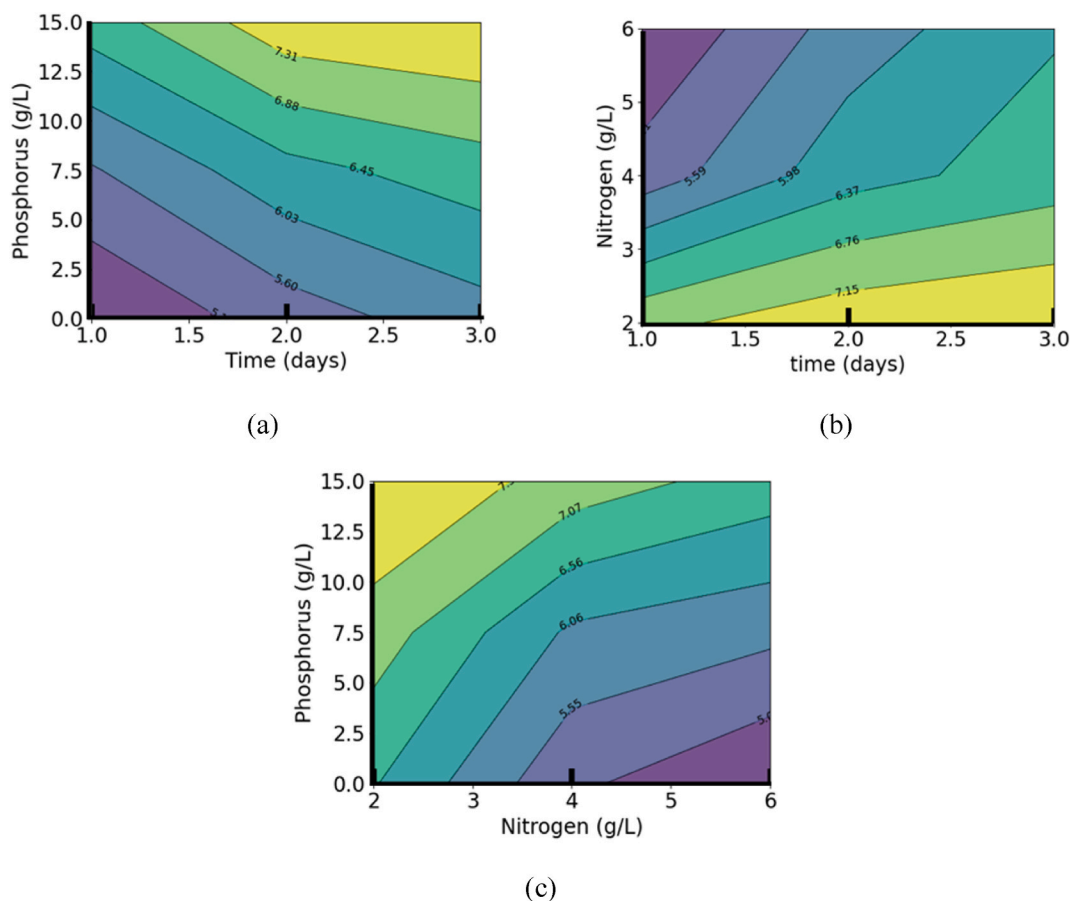 15.0
12.5
10.0
7.5
5.0
2.5
0.0
Phosphorus (g/L)
7.31
6.88
6.45
6.03
5.60
1.0 1.5 2.0 2.5 3.0
Time (days)
(a)
6
5
4
3
2
Nitrogen (g/L)
5.59
5.98
6.37
6.76
7.15
1.0 1.5 2.0 2.5 3.0
time (days)
(b)
15.0
12.5
10.0
7.5
5.0
2.5
0.0
Phosphorus (g/L)
7.07
6.56
6.06
5.55
2 3 4 5 6
Nitrogen (g/L)
(c)